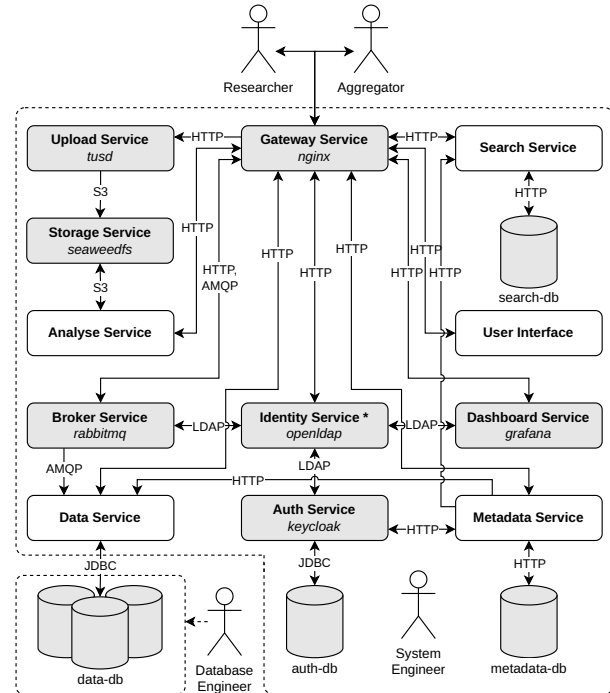 Researcher
Aggregator
Upload Service
tusd
HTTP
Gateway Service
nginx
HTTP
Search Service
S3
HTTP
Storage Service
seaweedfs
HTTP
HTTP
HTTP
HTTP
HTTP,
AMQP
HTTP
HTTP
HTTP
search-db
S3
Analyse Service
User Interface
Broker Service
rabbitmq
LDAP
Identity Service *
openldap
LDAP
Dashboard Service
grafana
AMQP
LDAP
HTTP
Data Service
Auth Service
keycloak
HTTP
Metadata Service
JDBC
JDBC
HTTP
data-db
Database
Engineer
auth-db
System
Engineer
metadata-db